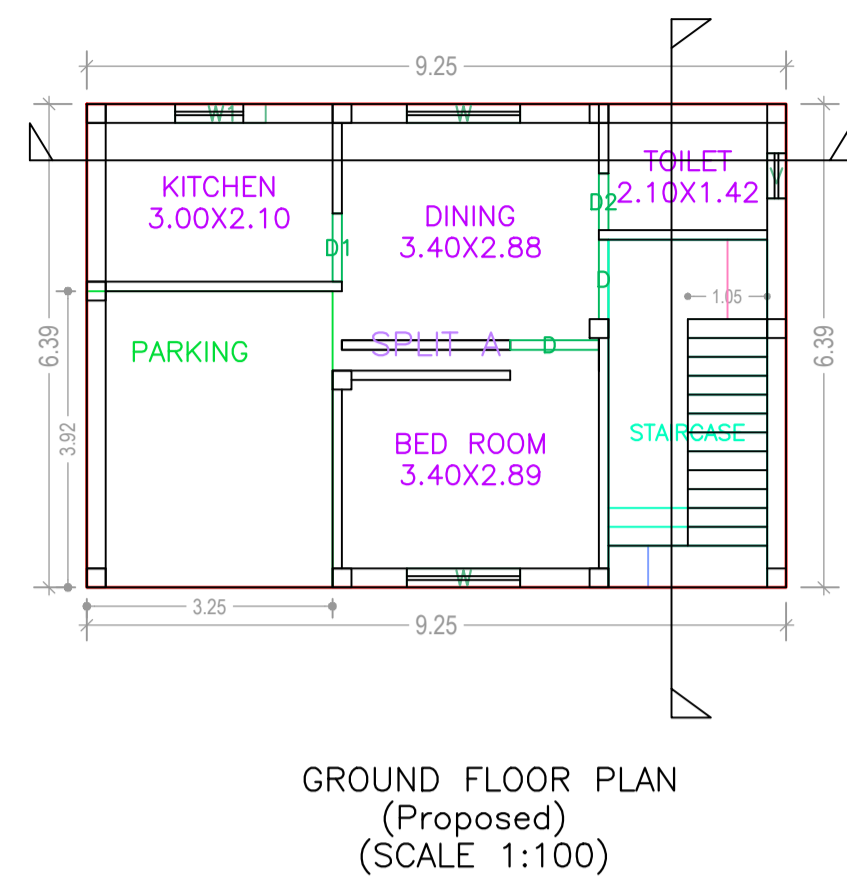 9.25
W1
W
KITCHEN
3.00X2.10
DINING
3.40X2.88
TOILET
2.10X1.42
V
D2
D1
D
1.05
6.39
6.39
PARKING
SPLIT A
D
3.92
BED ROOM
3.40X2.89
STAIRCASE
W
3.25
9.25
GROUND FLOOR PLAN
(Proposed)
(SCALE 1:100)